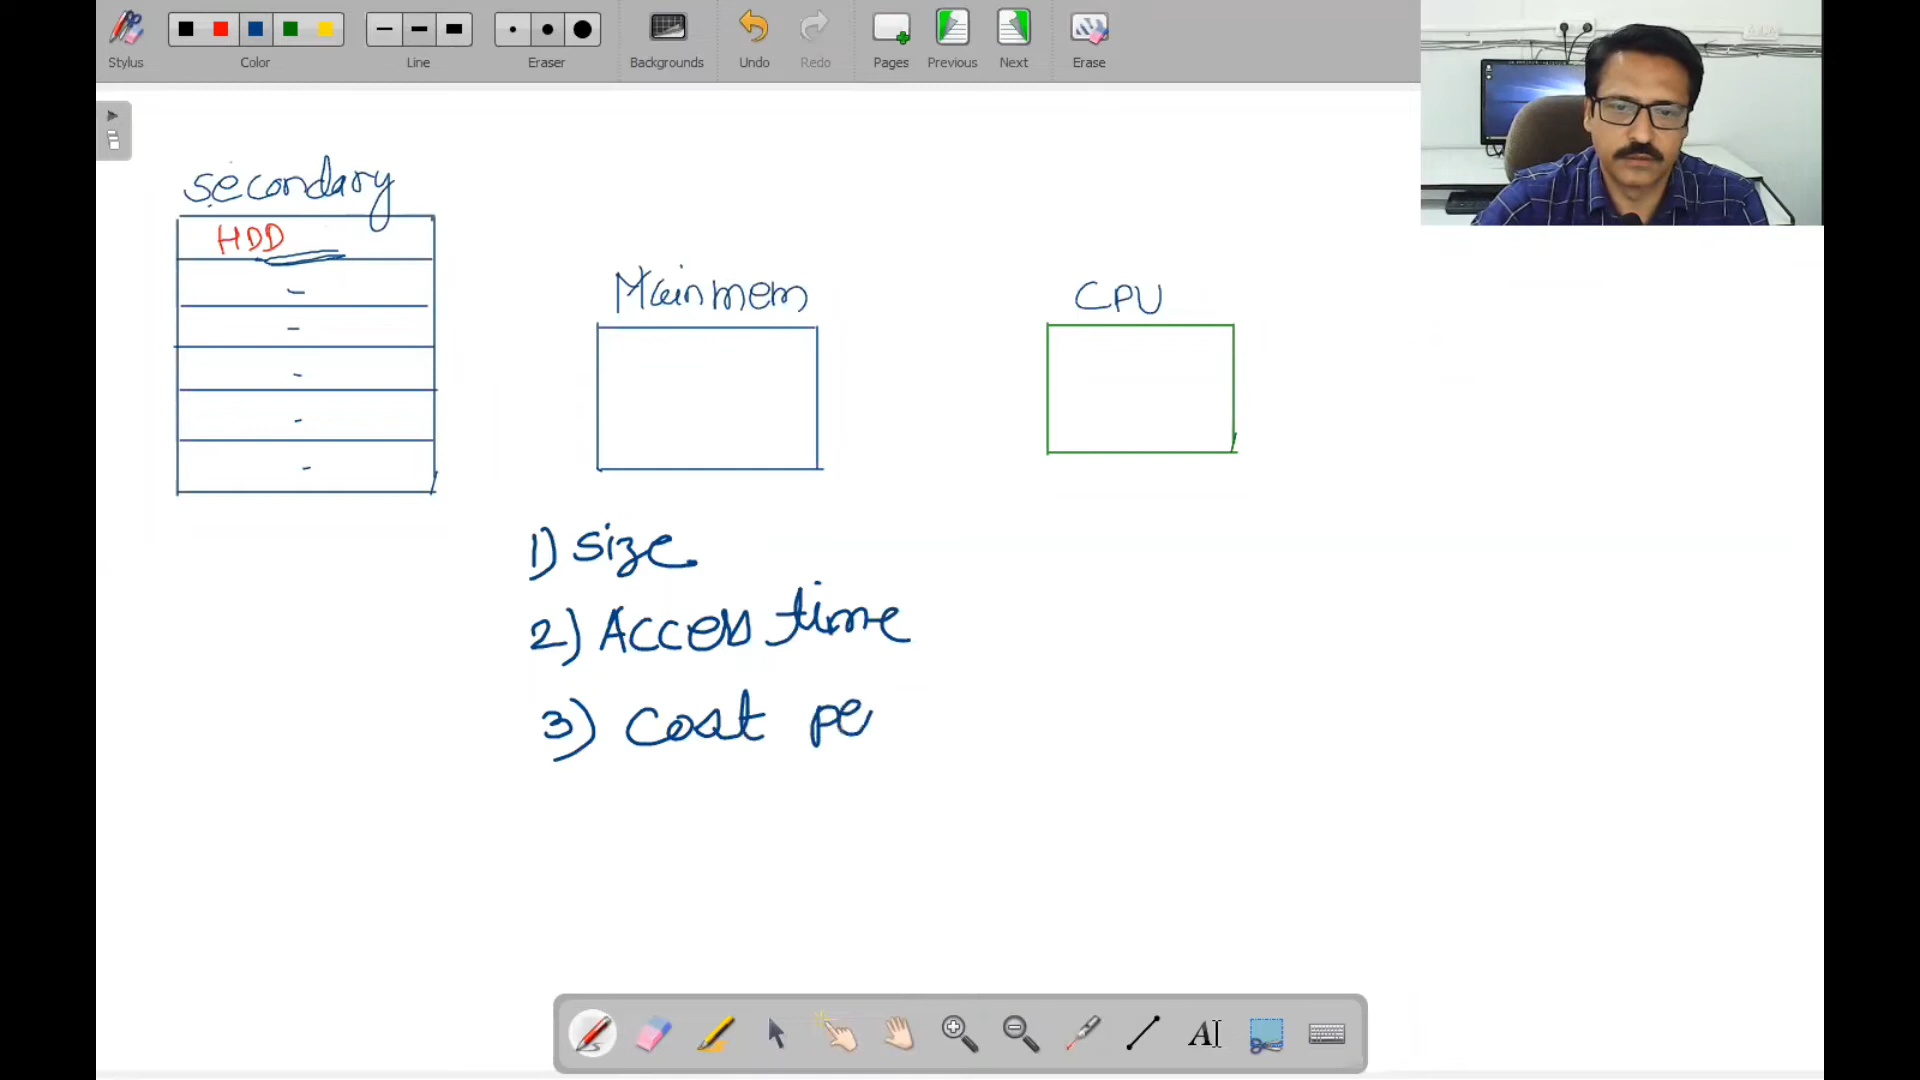 Stylus Color Line Eraser Backgrounds Undo Redo Pages Previous Next Erase
secondary
HDD
Main mem
CPU
1) size
2) Access time
3) cost pe